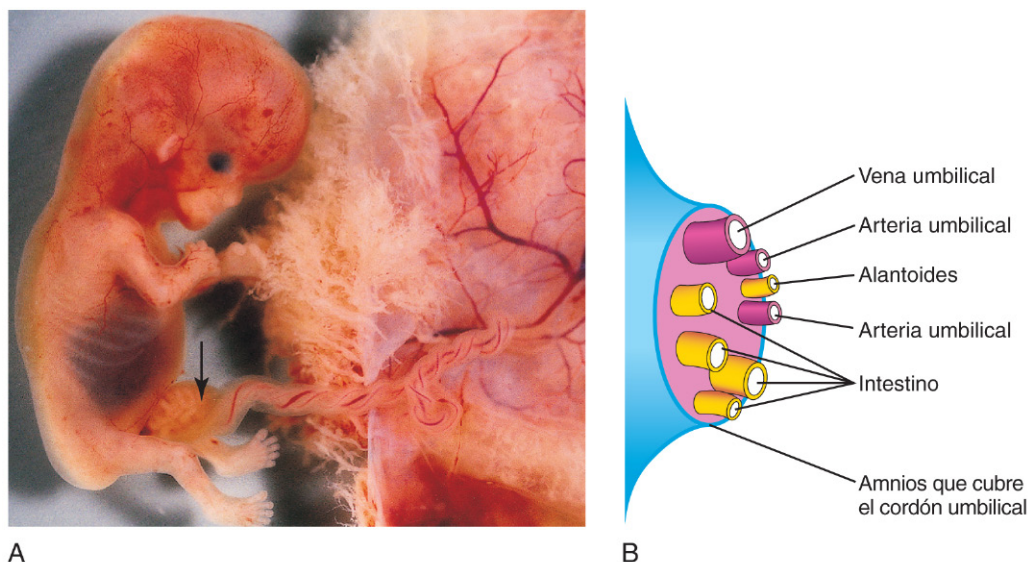 Vena umbilical
Arteria umbilical
Alantoides
Arteria umbilical
Intestino
Amnios que cubre
el cordón umbilical
A
B